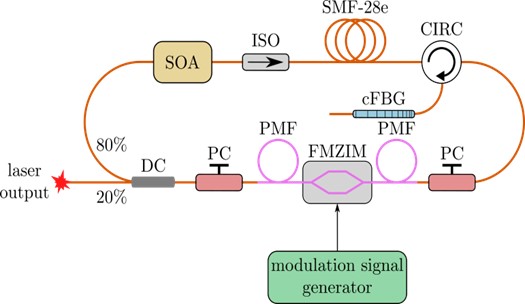 SMF-28e
ISO
CIRC
SOA
cFBG
PMF
PMF
80%
FMZIM
DC
PC
PC
laser
output
20%
modulation signal
generator